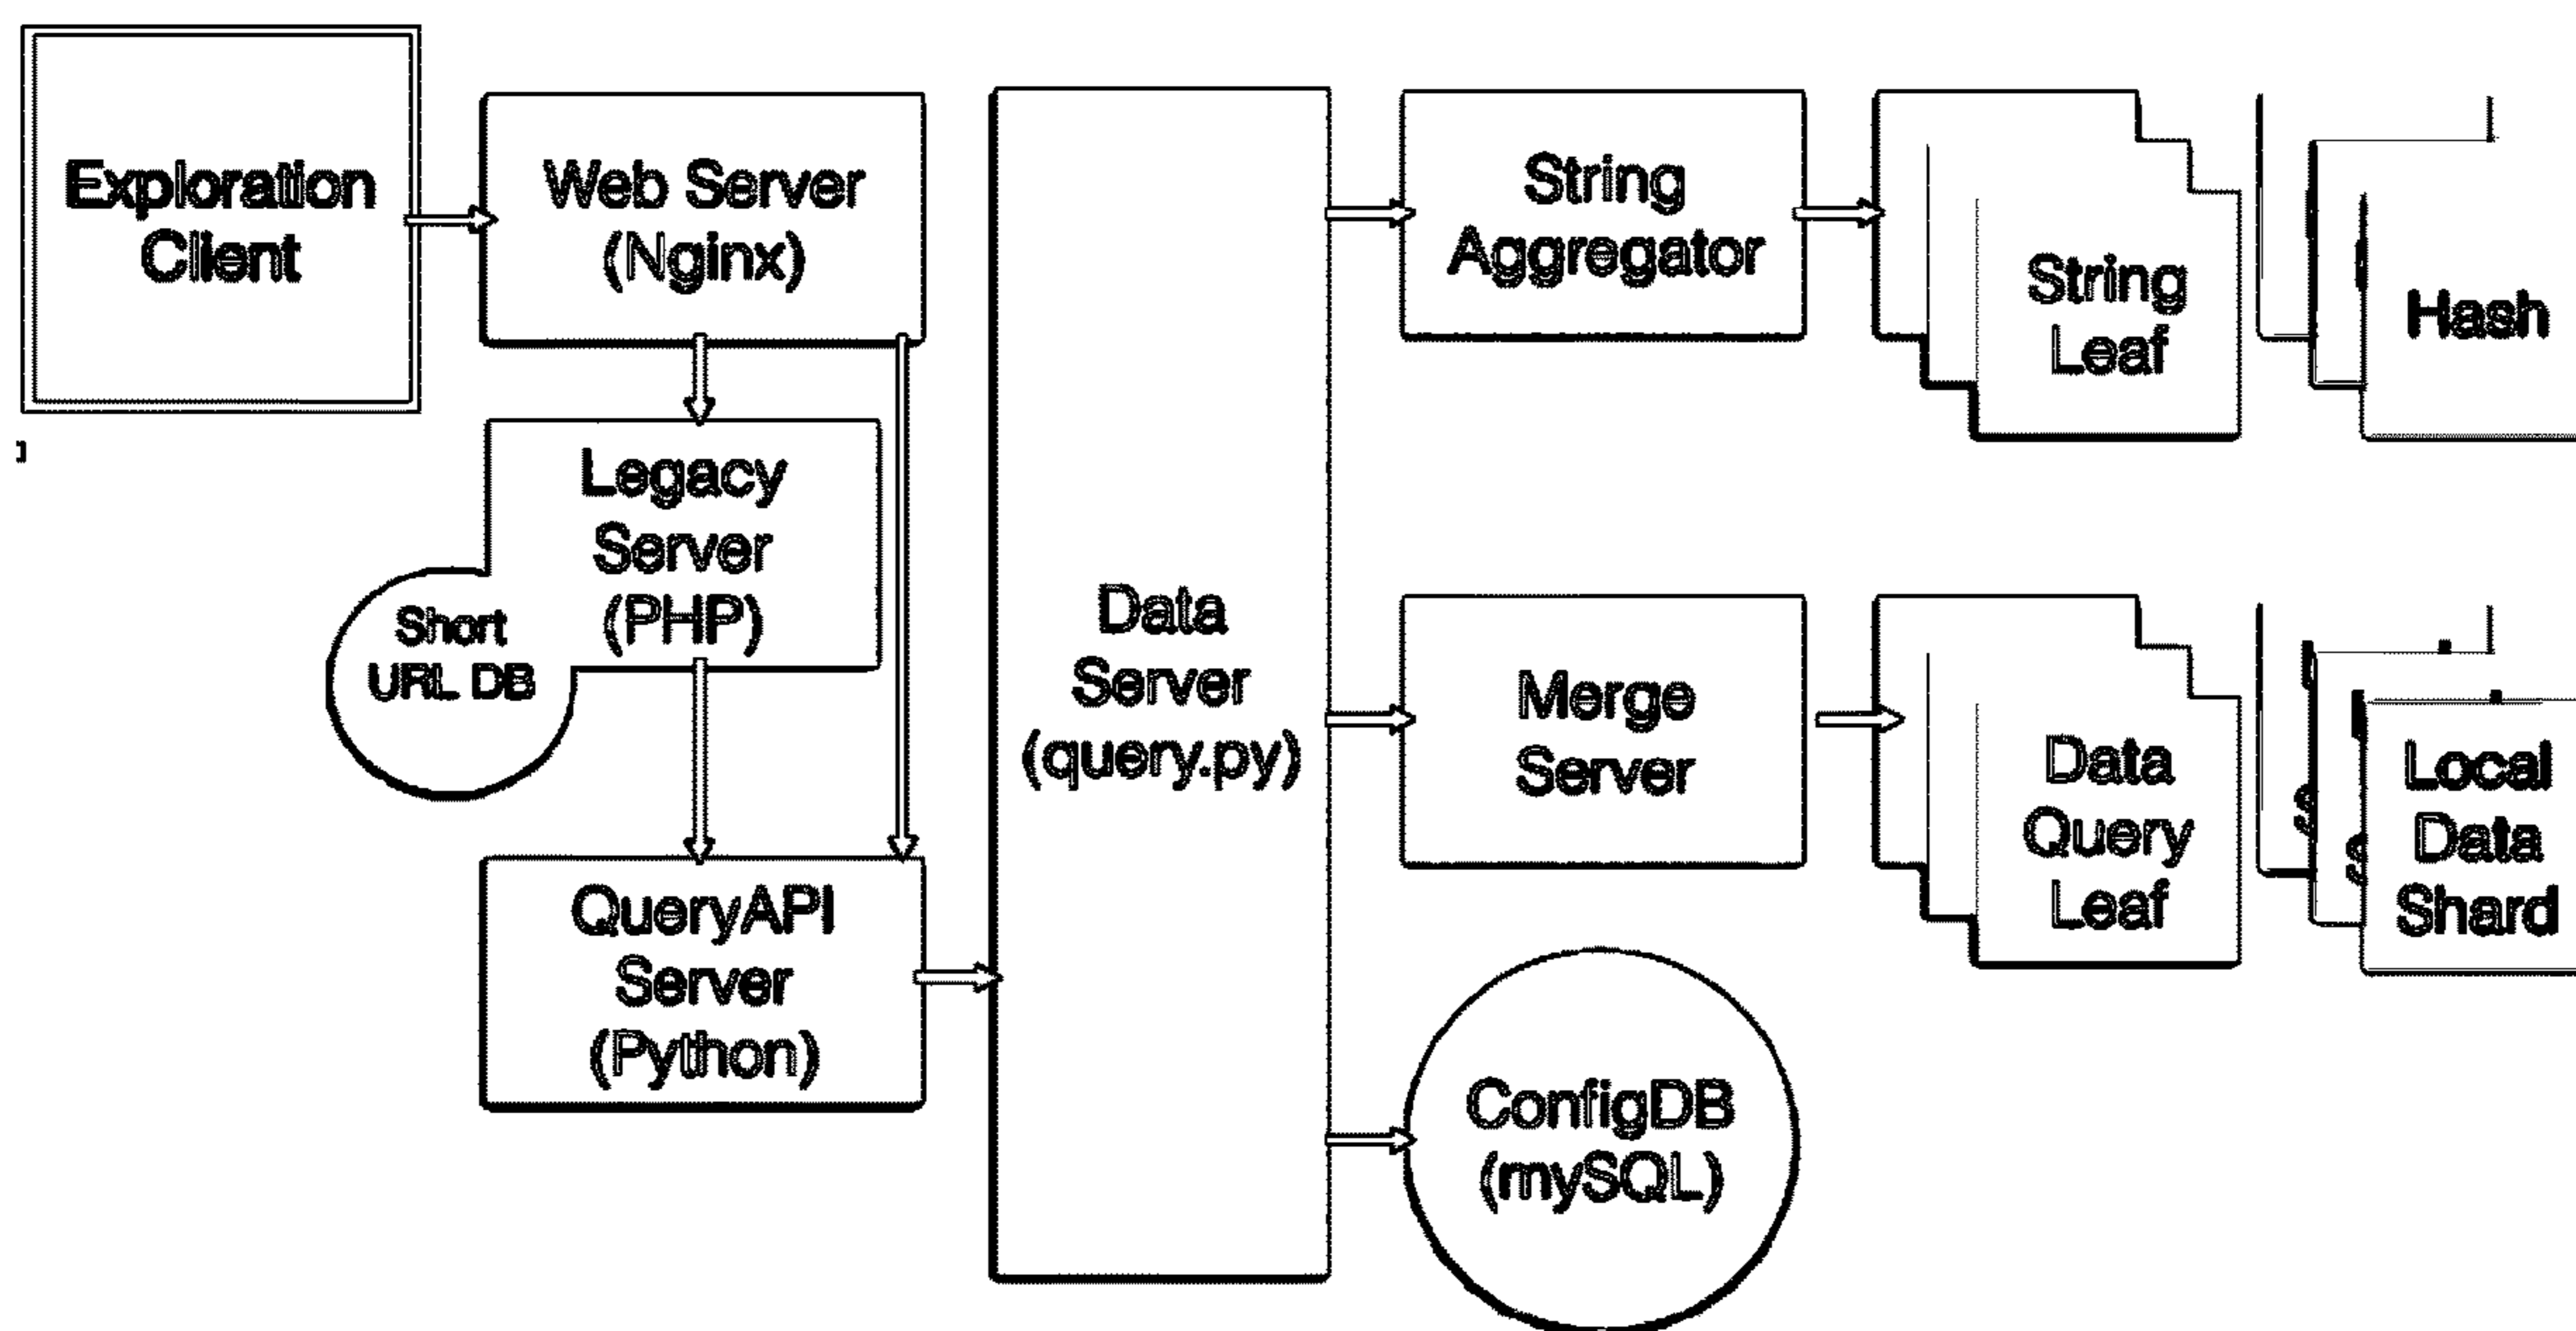 Exploration
Client
Web Server
(Nginx)
Legacy
Server
(PHP)
Short
URL DB
QueryAPI
Server
(Python)
Data
Server
(query.py)
String
Aggregator
String
Leaf
Hash
Merge
Server
Data
Query
Leaf
Local
Data
Shard
ConfigDB
(mySQL)